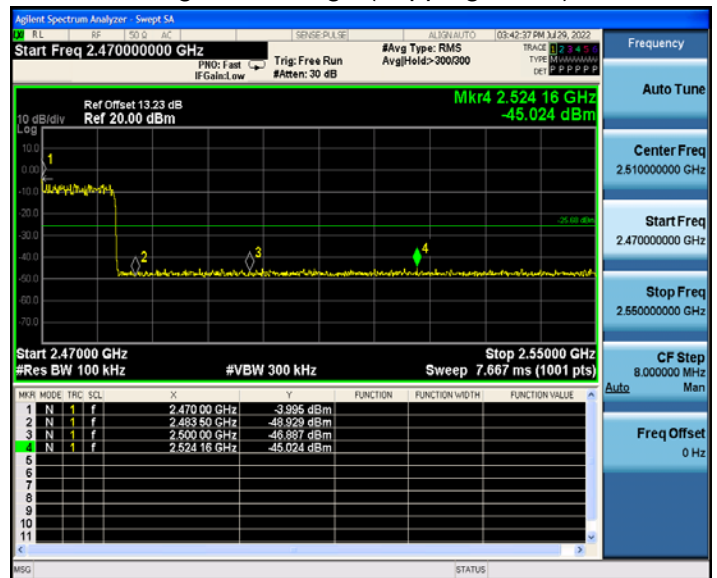 Agilent Spectrum Analyzer - Swept SA
RL RF 50 Ω AC SENSE:PULSE ALIGNAUTO 03:42:37 PM Jul 29, 2022
Start Freq 2.470000000 GHz
PNO: Fast
IFGain:Low
Trig: Free Run
#Atten: 30 dB
#Avg Type: RMS
Avg|Hold:>300/300
TRACE 1 2 3 4 5 6
TYPE
DET P P P P P P
Ref Offset 13.23 dB
10 dB/div Ref 20.00 dBm
Log
Mkr4 2.524 16 GHz
-45.024 dBm
10.0
0.00
-10.0
-20.0
-30.0
-40.0
-50.0
-60.0
-70.0
1
2
3
4
-25.68 dBm
Start 2.47000 GHz Stop 2.55000 GHz
#Res BW 100 kHz #VBW 300 kHz Sweep 7.667 ms (1001 pts)
MKR MODE TRC SCL X Y FUNCTION FUNCTION WIDTH FUNCTION VALUE
1 N 1 f 2.470 00 GHz -3.995 dBm
2 N 1 f 2.483 50 GHz -48.929 dBm
3 N 1 f 2.500 00 GHz -46.887 dBm
4 N 1 f 2.524 16 GHz -45.024 dBm
5
6
7
8
9
10
11
MSG STATUS
Frequency
Auto Tune
Center Freq
2.510000000 GHz
Start Freq
2.470000000 GHz
Stop Freq
2.550000000 GHz
CF Step
8.000000 MHz
Auto Man
Freq Offset
0 Hz